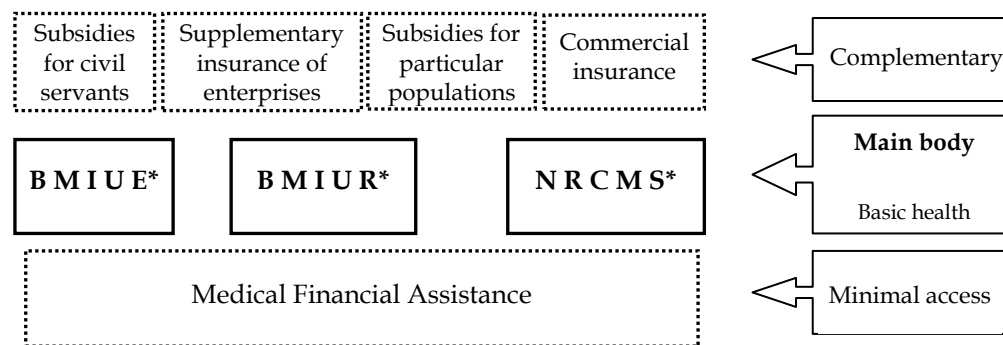 Subsidies
for civil
servants
Supplementary
insurance of
enterprises
Subsidies for
particular
populations
Commercial
insurance
Complementary
B M I U E*
B M I U R*
N R C M S*
Main body
Basic health
Medical Financial Assistance
Minimal access